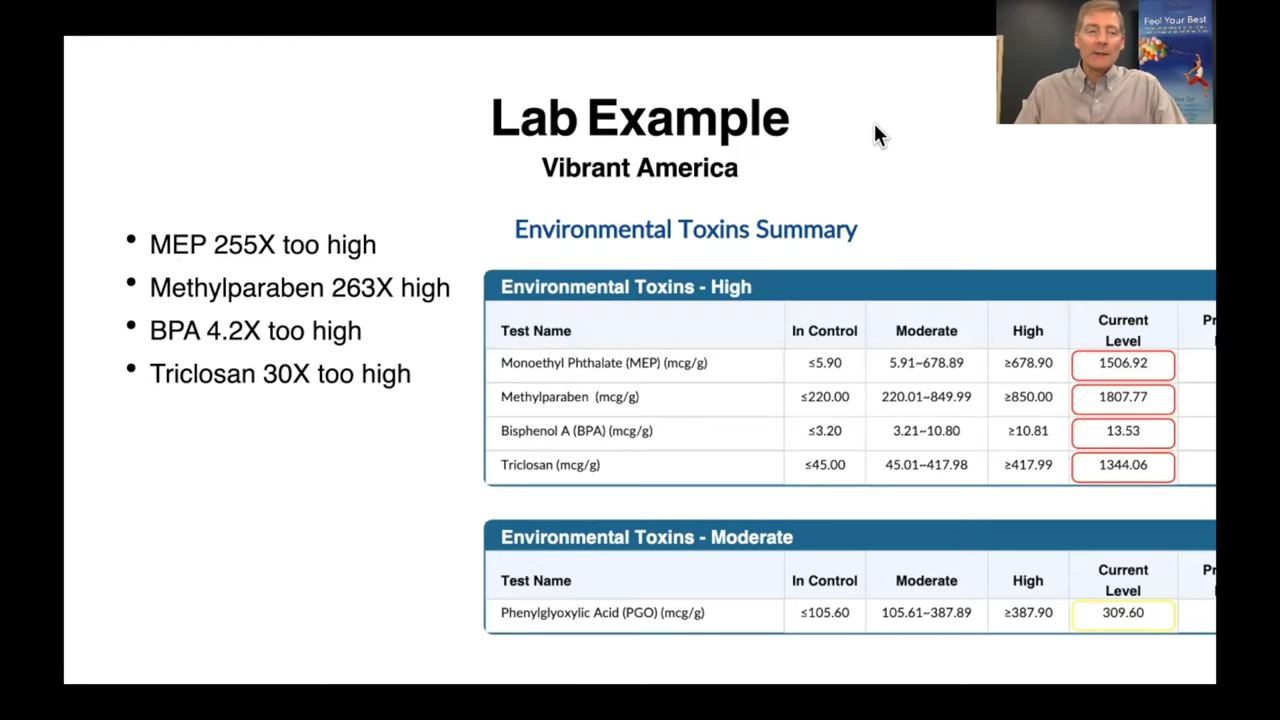 Feel Your Best
Lab Example
Vibrant America
• MEP 255X too high
• Methylparaben 263X high
• BPA 4.2X too high
• Triclosan 30X too high
Environmental Toxins Summary
Environmental Toxins - High
Test Name In Control Moderate High Current Level Pr
Monoethyl Phthalate (MEP) (mcg/g) ≤5.90 5.91~678.89 ≥678.90 1506.92
Methylparaben (mcg/g) ≤220.00 220.01~849.99 ≥850.00 1807.77
Bisphenol A (BPA) (mcg/g) ≤3.20 3.21~10.80 ≥10.81 13.53
Triclosan (mcg/g) ≤45.00 45.01~417.98 ≥417.99 1344.06
Environmental Toxins - Moderate
Test Name In Control Moderate High Current Level Pr
Phenylglyoxylic Acid (PGO) (mcg/g) ≤105.60 105.61~387.89 ≥387.90 309.60